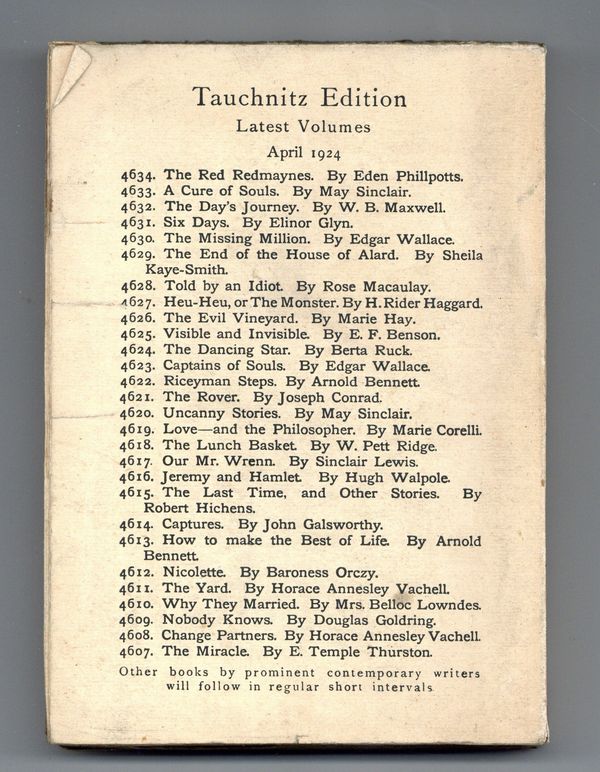 Tauchnitz Edition
Latest Volumes
April 1924
4634. The Red Redmaynes. By Eden Phillpotts.
4633. A Cure of Souls. By May Sinclair.
4632. The Day's Journey. By W. B. Maxwell.
4631. Six Days. By Elinor Glyn.
4630. The Missing Million. By Edgar Wallace.
4629. The End of the House of Alard. By Sheila
Kaye-Smith.
4628. Told by an Idiot. By Rose Macaulay.
4627. Heu-Heu, or The Monster. By H. Rider Haggard.
4626. The Evil Vineyard. By Marie Hay.
4625. Visible and Invisible. By E. F. Benson.
4624. The Dancing Star. By Berta Ruck.
4623. Captains of Souls. By Edgar Wallace.
4622. Riceyman Steps. By Arnold Bennett.
4621. The Rover. By Joseph Conrad.
4620. Uncanny Stories. By May Sinclair.
4619. Love—and the Philosopher. By Marie Corelli.
4618. The Lunch Basket. By W. Pett Ridge.
4617. Our Mr. Wrenn. By Sinclair Lewis.
4616. Jeremy and Hamlet. By Hugh Walpole.
4615. The Last Time, and Other Stories. By
Robert Hichens.
4614. Captures. By John Galsworthy.
4613. How to make the Best of Life. By Arnold
Bennett.
4612. Nicolette. By Baroness Orczy.
4611. The Yard. By Horace Annesley Vachell.
4610. Why They Married. By Mrs. Belloc Lowndes.
4609. Nobody Knows. By Douglas Goldring.
4608. Change Partners. By Horace Annesley Vachell.
4607. The Miracle. By E. Temple Thurston.
Other books by prominent contemporary writers
will follow in regular short intervals